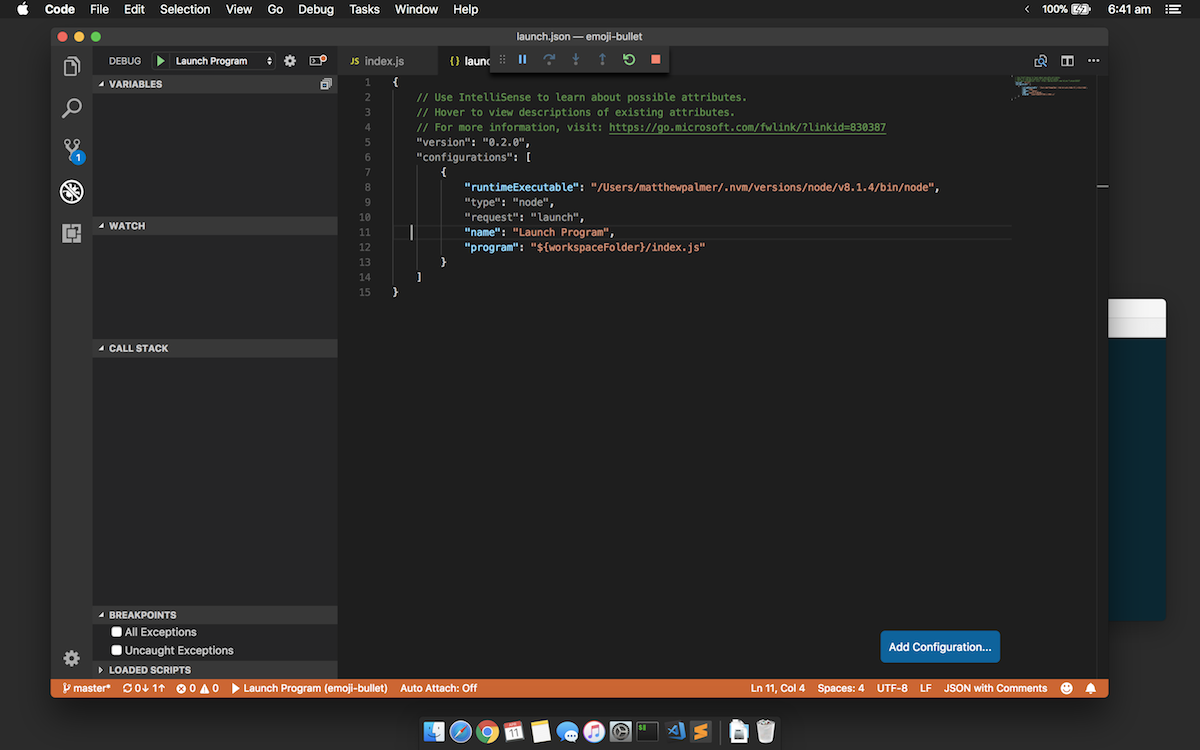 Code File Edit Selection View Go Debug Tasks Window Help 100% 6:41 am
launch.json — emoji-bullet
DEBUG Launch Program
JS index.js
{} launc
VARIABLES
WATCH
CALL STACK
BREAKPOINTS
All Exceptions
Uncaught Exceptions
LOADED SCRIPTS
1
1 {
2 // Use IntelliSense to learn about possible attributes.
3 // Hover to view descriptions of existing attributes.
4 // For more information, visit: https://go.microsoft.com/fwlink/?linkid=830387
5 "version": "0.2.0",
6 "configurations": [
7 {
8 "runtimeExecutable": "/Users/matthewpalmer/.nvm/versions/node/v8.1.4/bin/node",
9 "type": "node",
10 "request": "launch",
11 "name": "Launch Program",
12 "program": "${workspaceFolder}/index.js"
13 }
14 ]
15 }
Add Configuration...
master* 0↓ 1↑ 0 0 Launch Program (emoji-bullet) Auto Attach: Off Ln 11, Col 4 Spaces: 4 UTF-8 LF JSON with Comments
11